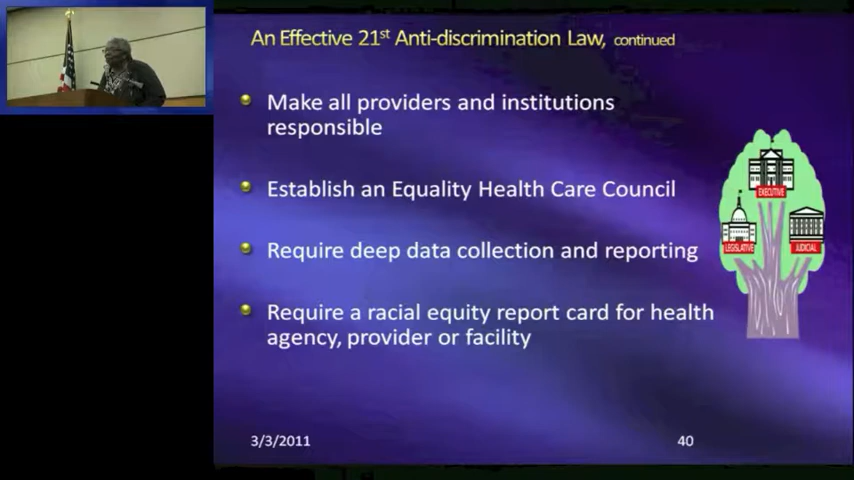 An Effective 21st Anti-discrimination Law, continued
Make all providers and institutions
responsible
Establish an Equality Health Care Council
Require deep data collection and reporting
Require a racial equity report card for health
agency, provider or facility
EXECUTIVE
LEGISLATIVE
JUDICIAL
3/3/2011
40